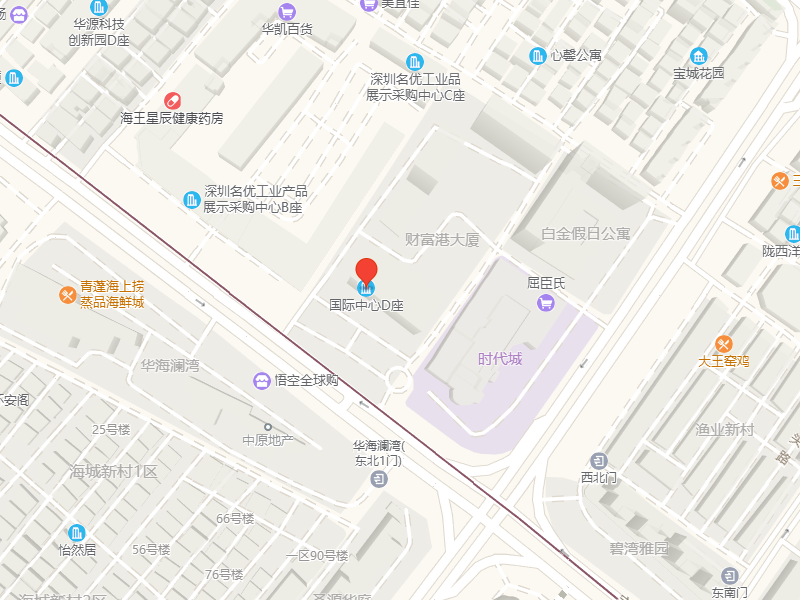 美宜佳
华源科技
创新园D座
华凯百货
心馨公寓
宝城花园
深圳名优工业品
展示采购中心C座
海王星辰健康药房
深圳名优工业产品
展示采购中心B座
财富港大厦
白金假日公寓
陇西洋
青蓬海上捞
蒸品海鲜城
屈臣氏
国际中心D座
时代城
大王窑鸡
华海澜湾
悟空全球购
不安阁
25号楼
中原地产
渔业新村
华海澜湾(
东北1门)
海城新村1区
西北门
66号楼
怡然居
56号楼
一区90号楼
碧湾雅园
76号楼
东南门